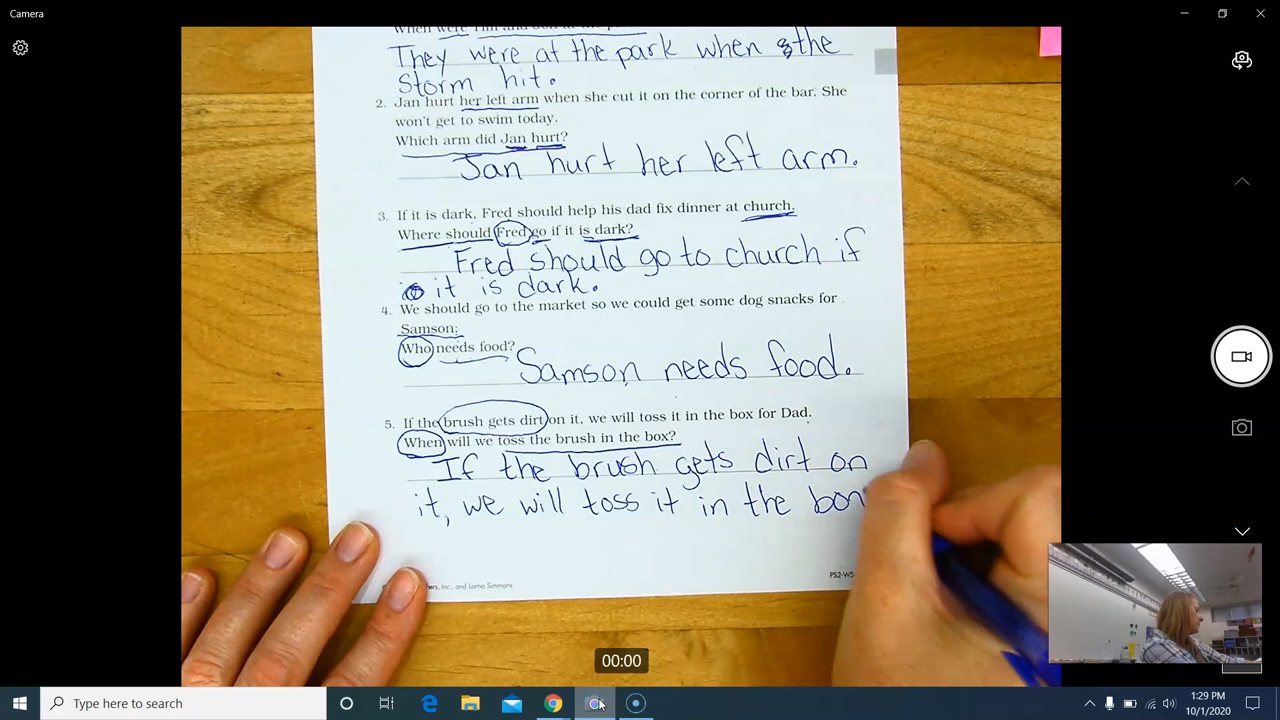 Camera
They were at the park when the
Storm hit.
2. Jan hurt her left arm when she cut it on the corner of the bar. She
won't get to swim today.
Which arm did Jan hurt?
Jan hurt her left arm.
3. If it is dark, Fred should help his dad fix dinner at church.
Where should Fred go if it is dark?
Fred should go to church if
it is dark.
4. We should go to the market so we could get some dog snacks for
Samson.
Who needs food?
Samson needs food.
5. If the brush gets dirt on it, we will toss it in the box for Dad.
When will we toss the brush in the box?
If the brush gets dirt on
it, we will toss it in the
Inc., and Lorna Simmons
PS2-W5
00:00
Type here to search
1:29 PM
10/1/2020